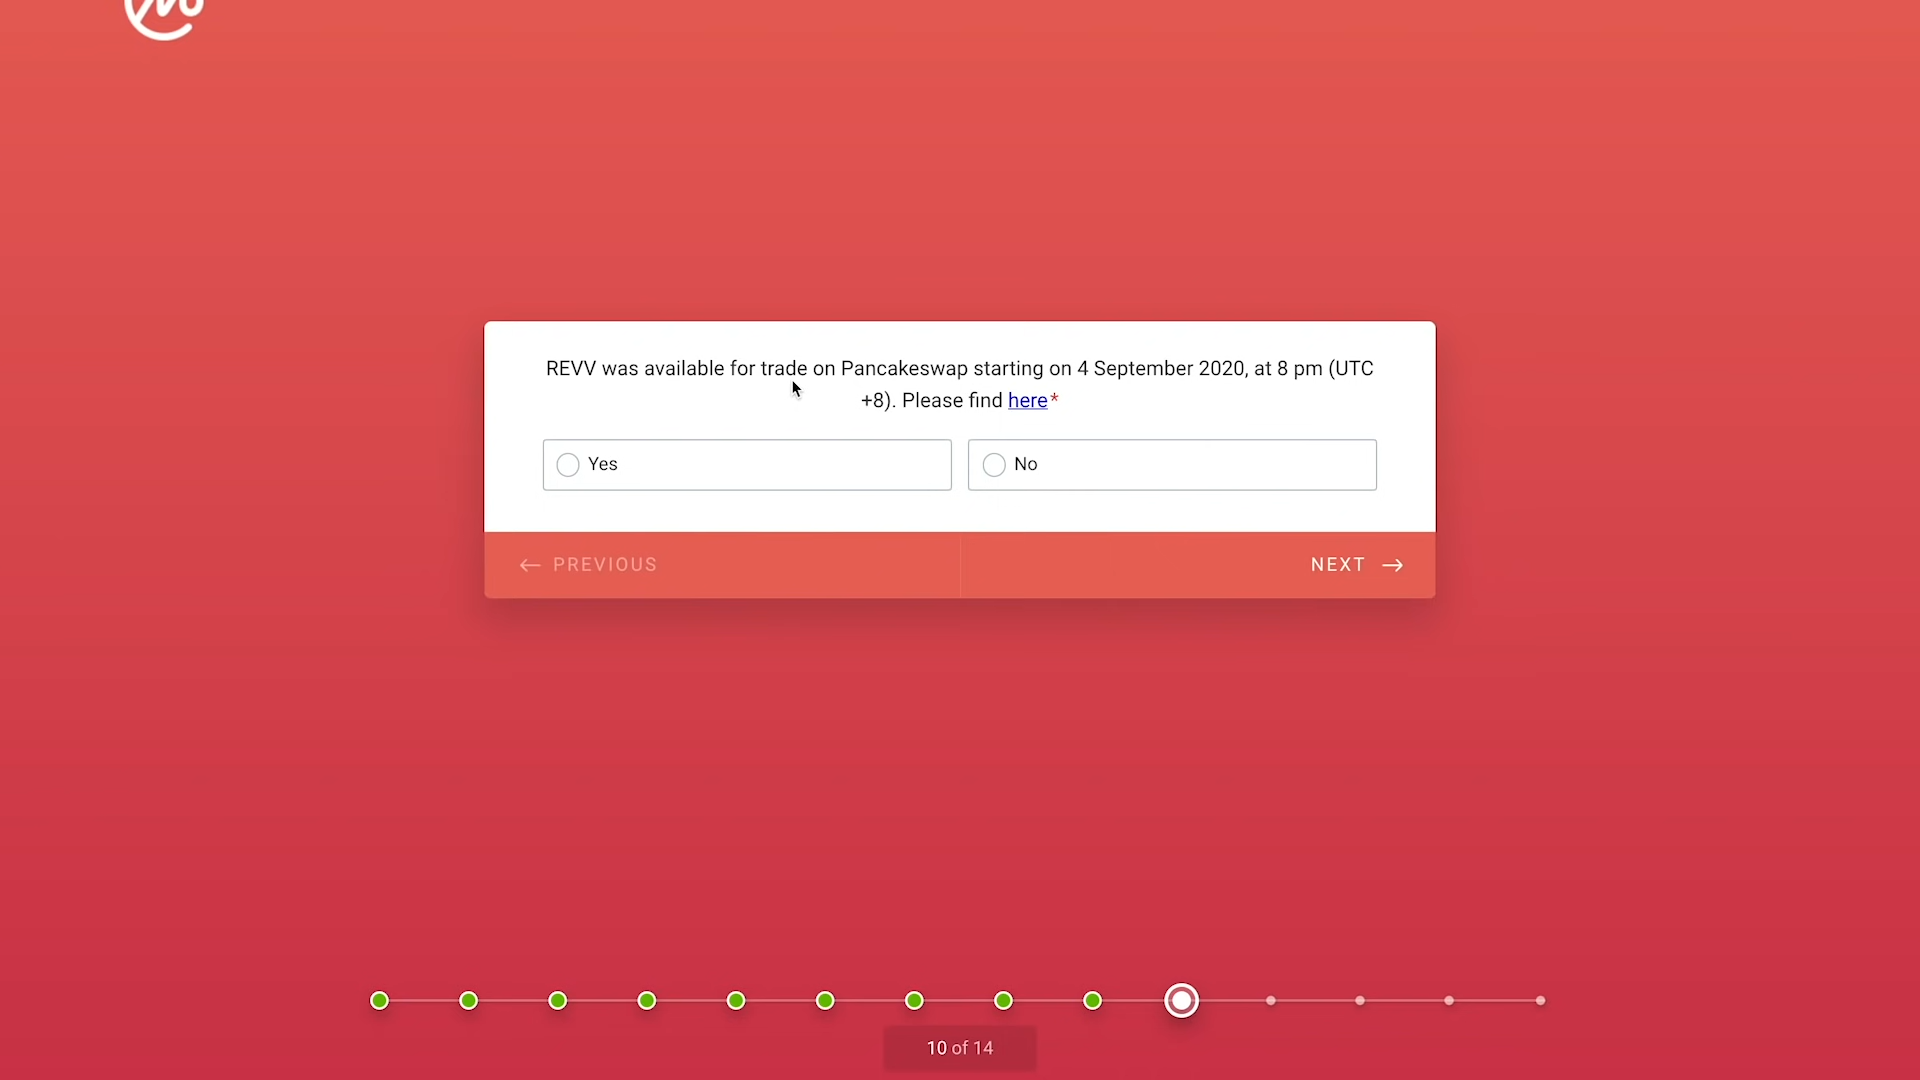 REVV was available for trade on Pancakeswap starting on 4 September 2020, at 8 pm (UTC
+8). Please find here*
Yes
No
← PREVIOUS
NEXT →
10 of 14